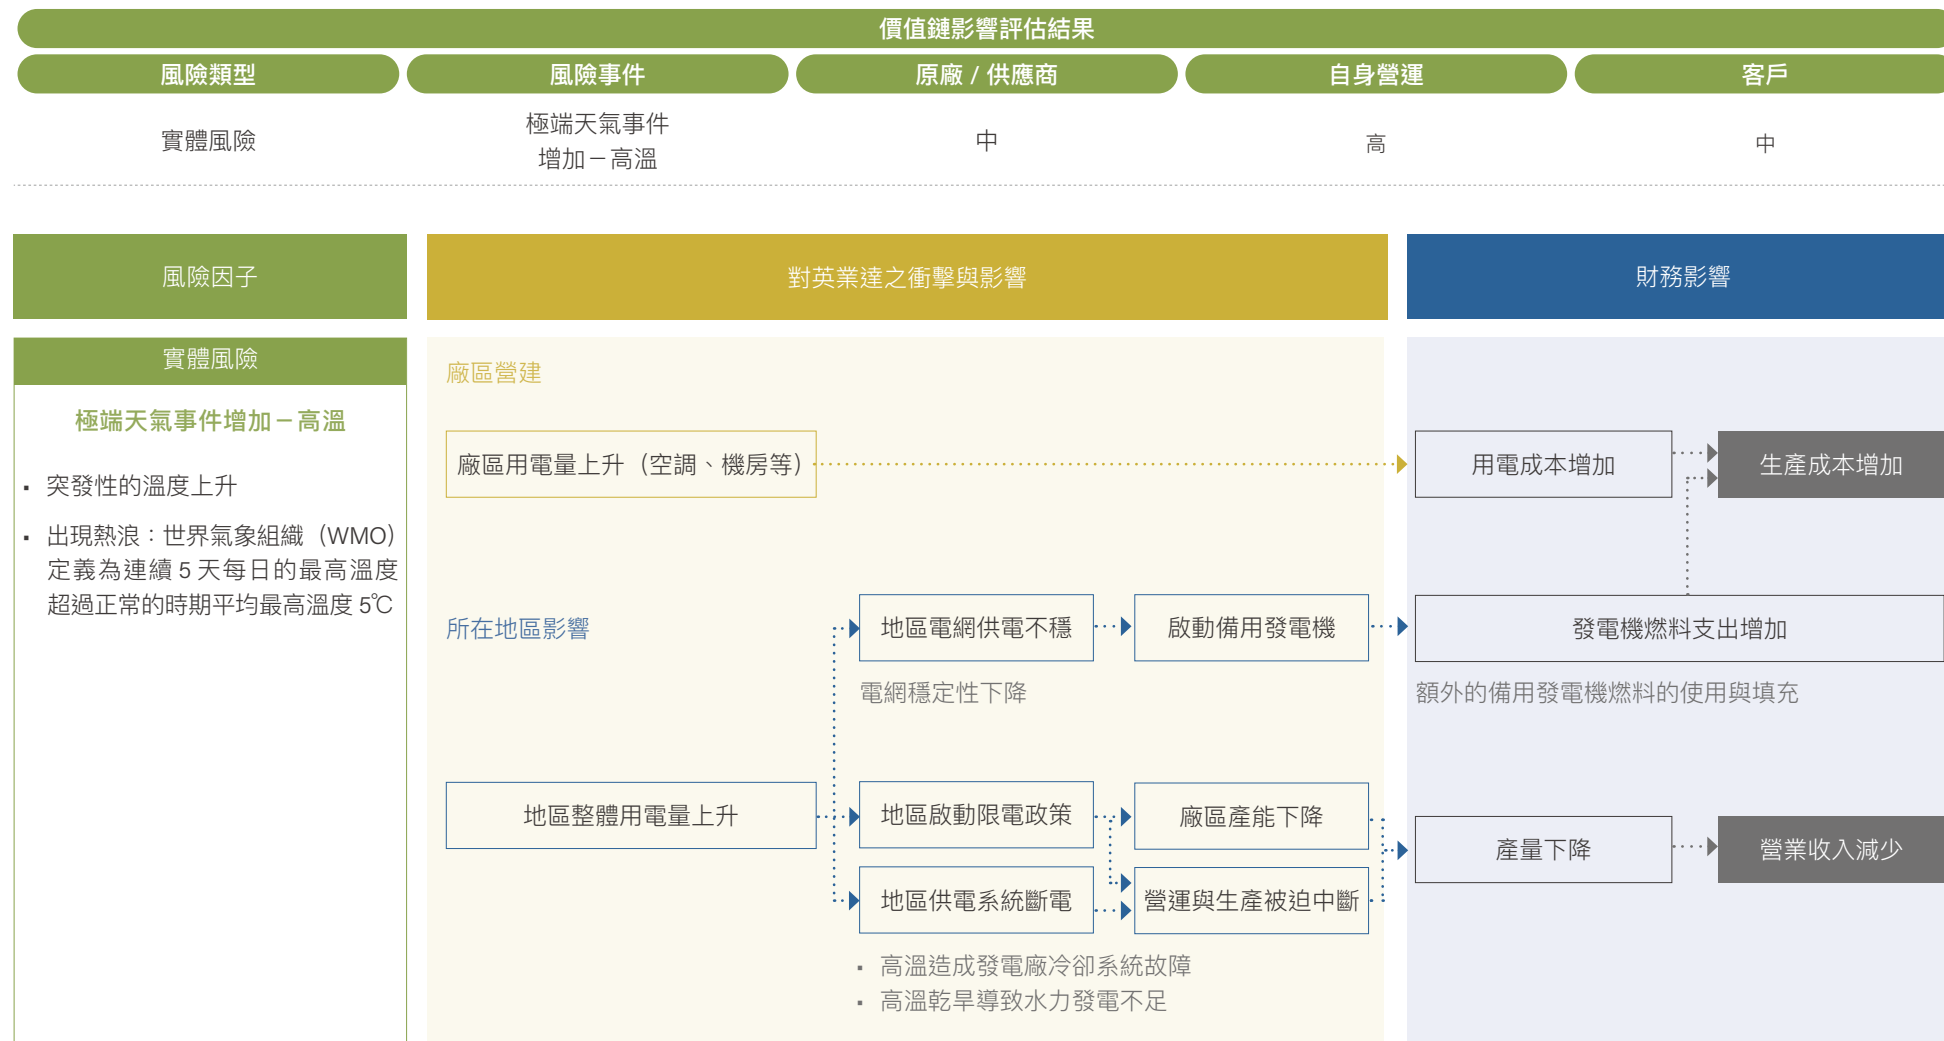 價值鏈影響評估結果
風險類型
風險事件
原廠 / 供應商
自身營運
客戶
實體風險
極端天氣事件
增加－高溫
中
高
中
風險因子
對英業達之衝擊與影響
財務影響
實體風險
極端天氣事件增加－高溫
▪ 突發性的溫度上升
▪ 出現熱浪：世界氣象組織（WMO）
定義為連續 5 天每日的最高溫度
超過正常的時期平均最高溫度 5℃
廠區營建
廠區用電量上升（空調、機房等）
用電成本增加
生產成本增加
所在地區影響
地區電網供電不穩
啟動備用發電機
發電機燃料支出增加
電網穩定性下降
額外的備用發電機燃料的使用與填充
地區整體用電量上升
地區啟動限電政策
廠區產能下降
產量下降
營業收入減少
地區供電系統斷電
營運與生產被迫中斷
▪ 高溫造成發電廠冷卻系統故障
▪ 高溫乾旱導致水力發電不足